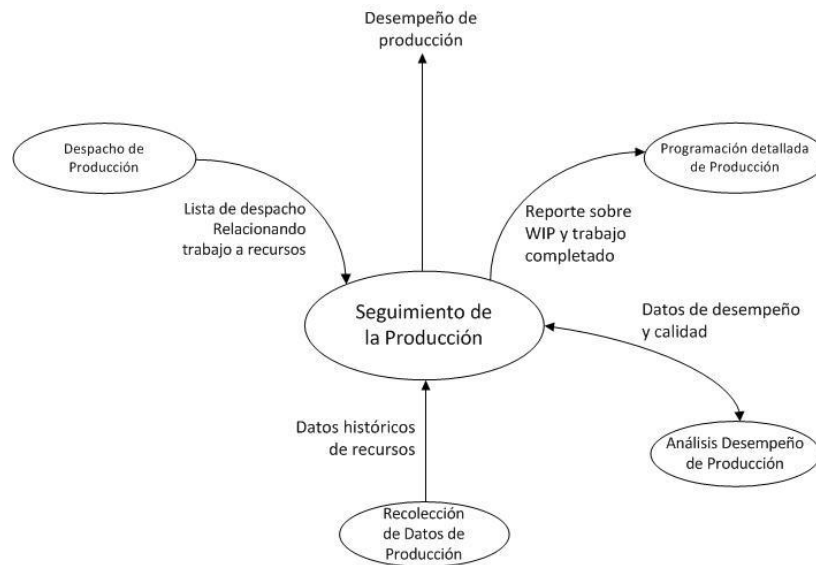 Desempeño de
producción
Despacho de
Producción
Programación detallada
de Producción
Lista de despacho
Relacionando
trabajo a recursos
Reporte sobre
WIP y trabajo
completado
Seguimiento de
la Producción
Datos de desempeño
y calidad
Datos históricos
de recursos
Análisis Desempeño
de Producción
Recolección
de Datos de
Producción